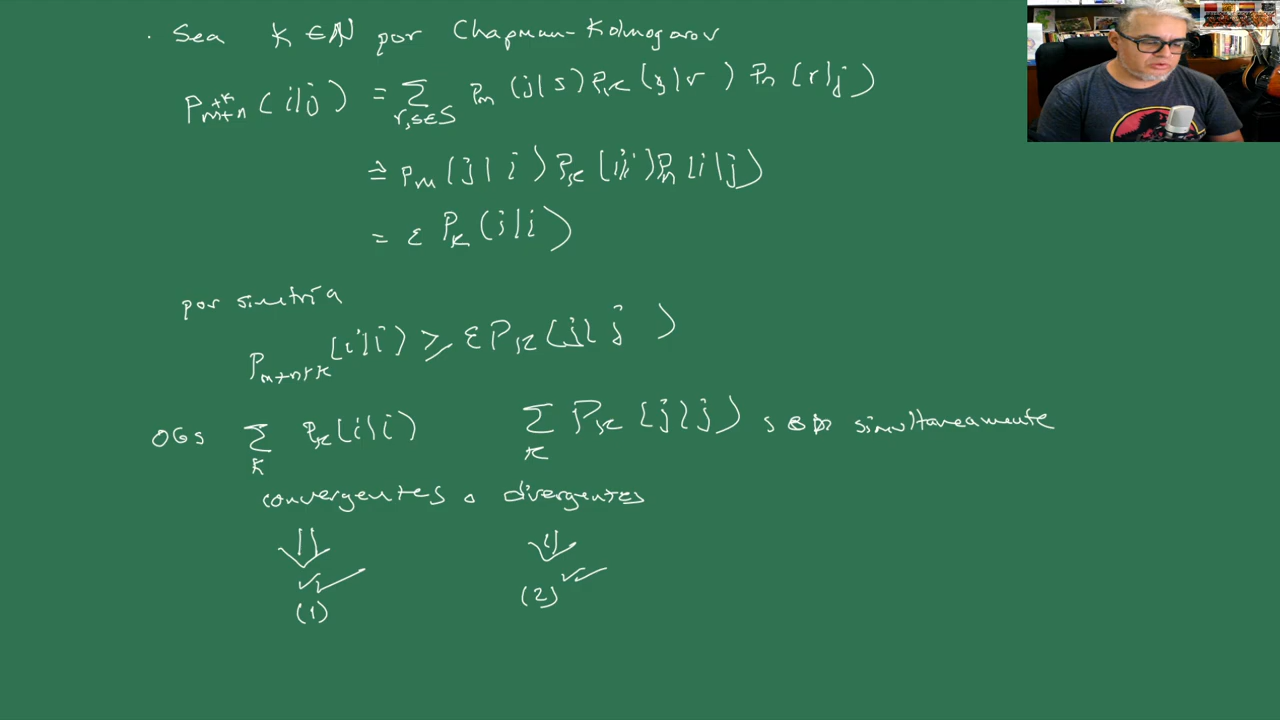 · Sea K ∈ ℕ por Chapman-Kolmogorov
P_{m+n}^{+k} (i|j) = Σ_{r,s∈S} P_m (j|s) P_k (s|r) P_n (r|j)
≥ P_m (j|i) P_k (i|i) P_n (i|j)
= ε P_k (i|i)
por simetría
P_{m+n+k} (i|i) ≥ ε P_k (j|j)
OGs Σ_k P_k (i|i) Σ_k P_k (j|j) son simultaneamente
convergentes o divergentes
⇓ ⇓
✓✓ ✓✓
(1) (2)